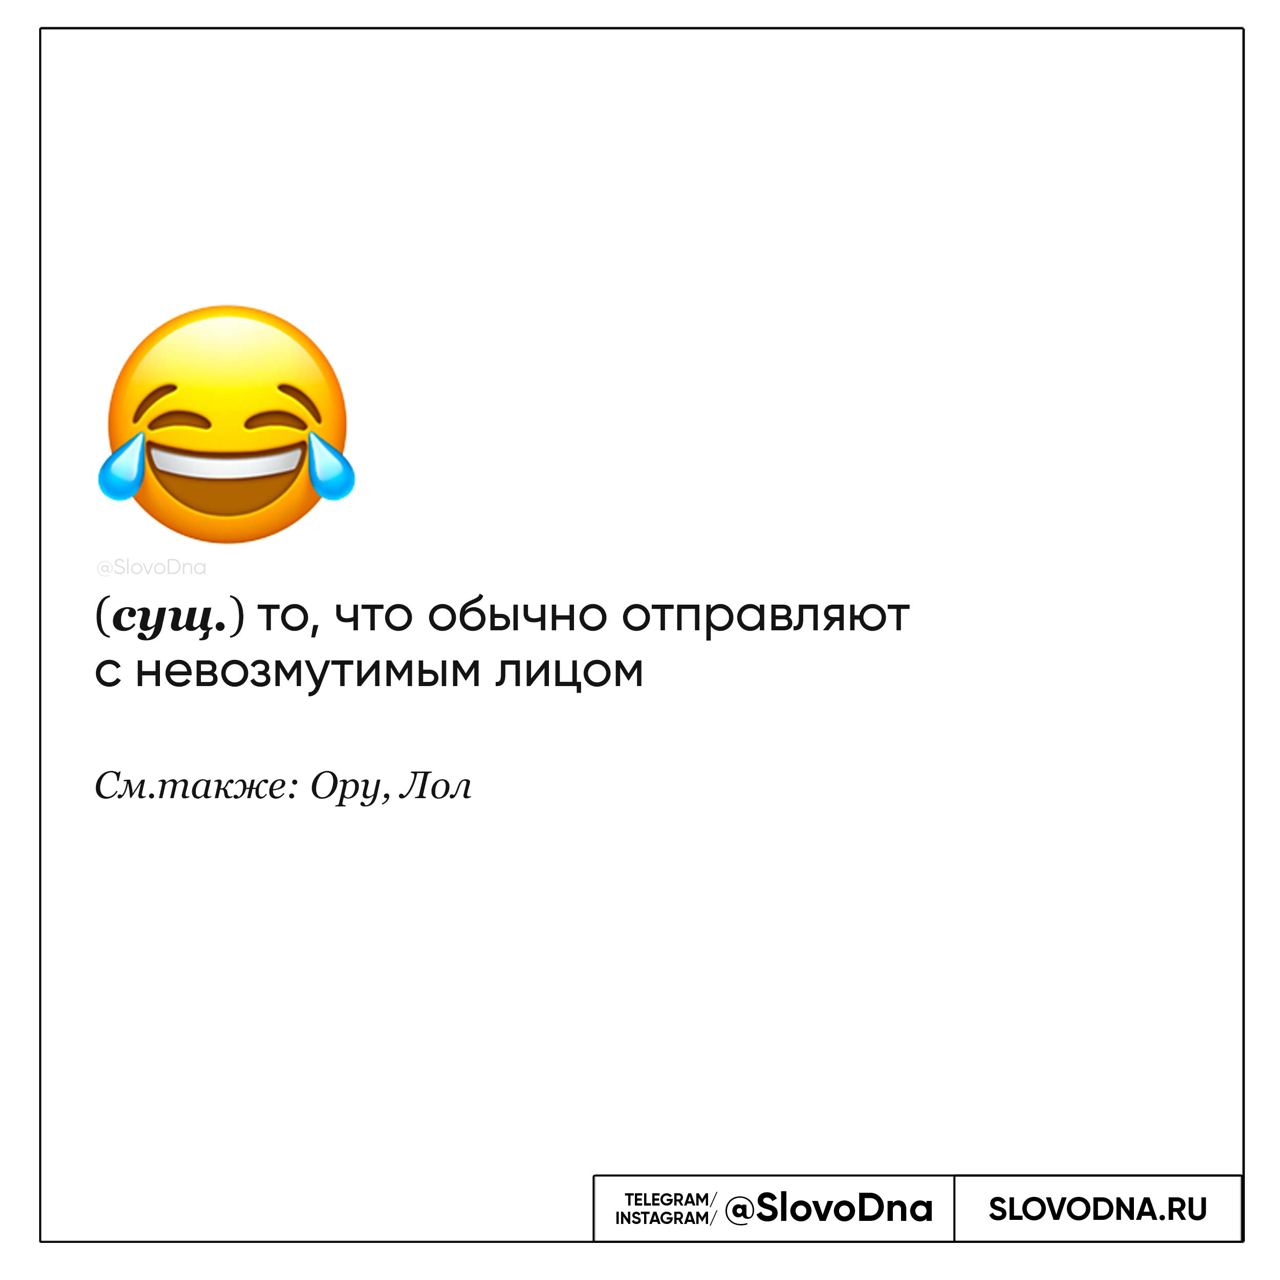 @SlovoDna
(сущ.) то, что обычно отправляют
с невозмутимым лицом
См.также: Ору, Лол
TELEGRAM/
INSTAGRAM/
@SlovoDna
SLOVODNA.RU